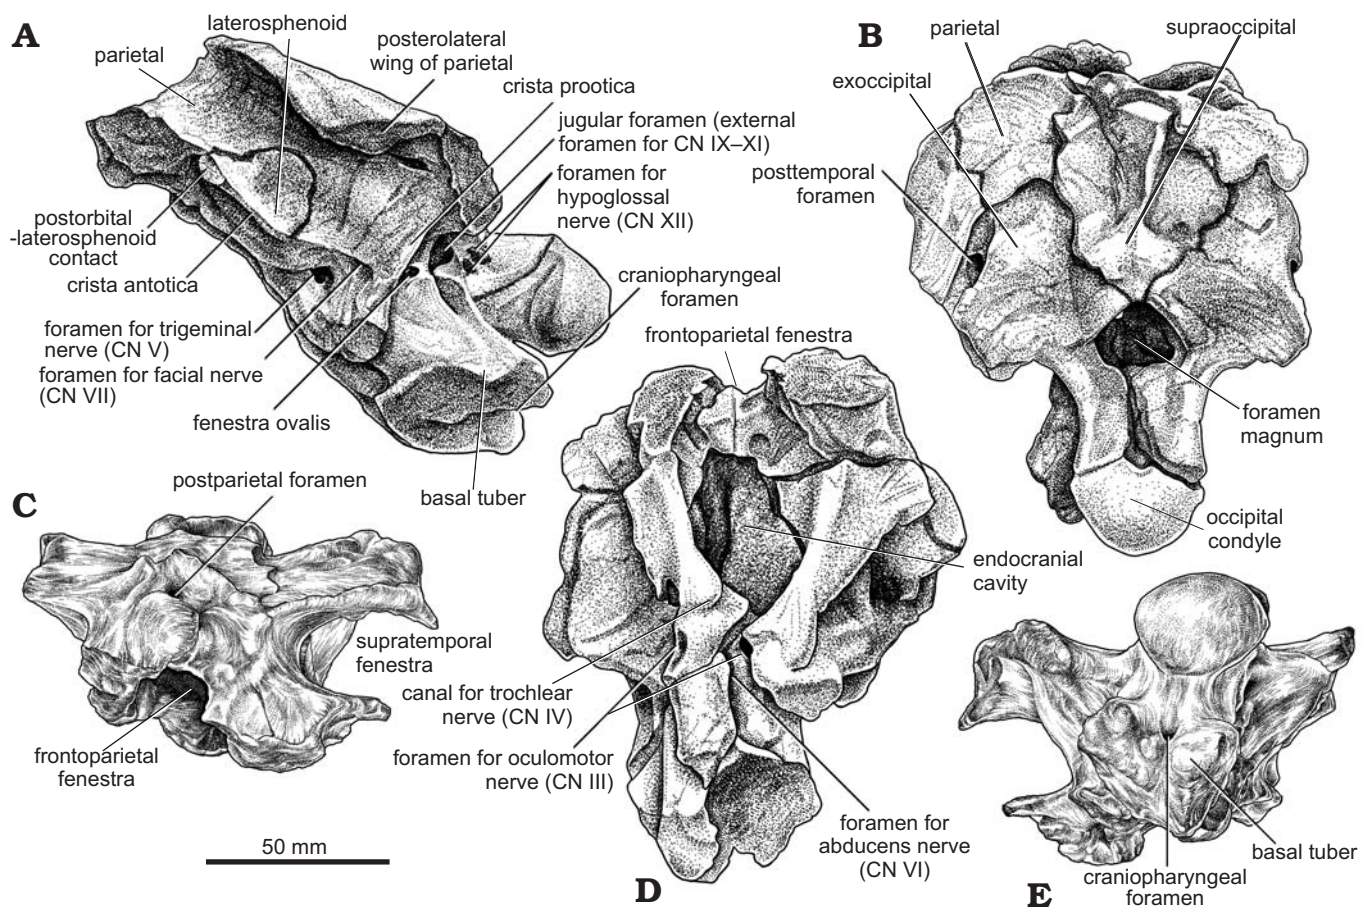 A
laterosphenoid
parietal
posterolateral
wing of parietal
crista prootica
jugular foramen (external
foramen for CN IX–XI)
foramen for
hypoglossal
nerve (CN XII)
postorbital
-laterosphenoid
contact
crista antotica
craniopharyngeal
foramen
foramen for trigeminal
nerve (CN V)
foramen for facial nerve
(CN VII)
fenestra ovalis
basal tuber
B
parietal
supraoccipital
exoccipital
posttemporal
foramen
foramen
magnum
occipital
condyle
C
postparietal foramen
supratemporal
fenestra
frontoparietal
fenestra
50 mm
frontoparietal fenestra
endocranial
cavity
canal for trochlear
nerve (CN IV)
foramen for oculomotor
nerve (CN III)
foramen for
abducens nerve
(CN VI)
D
basal tuber
craniopharyngeal
foramen
E